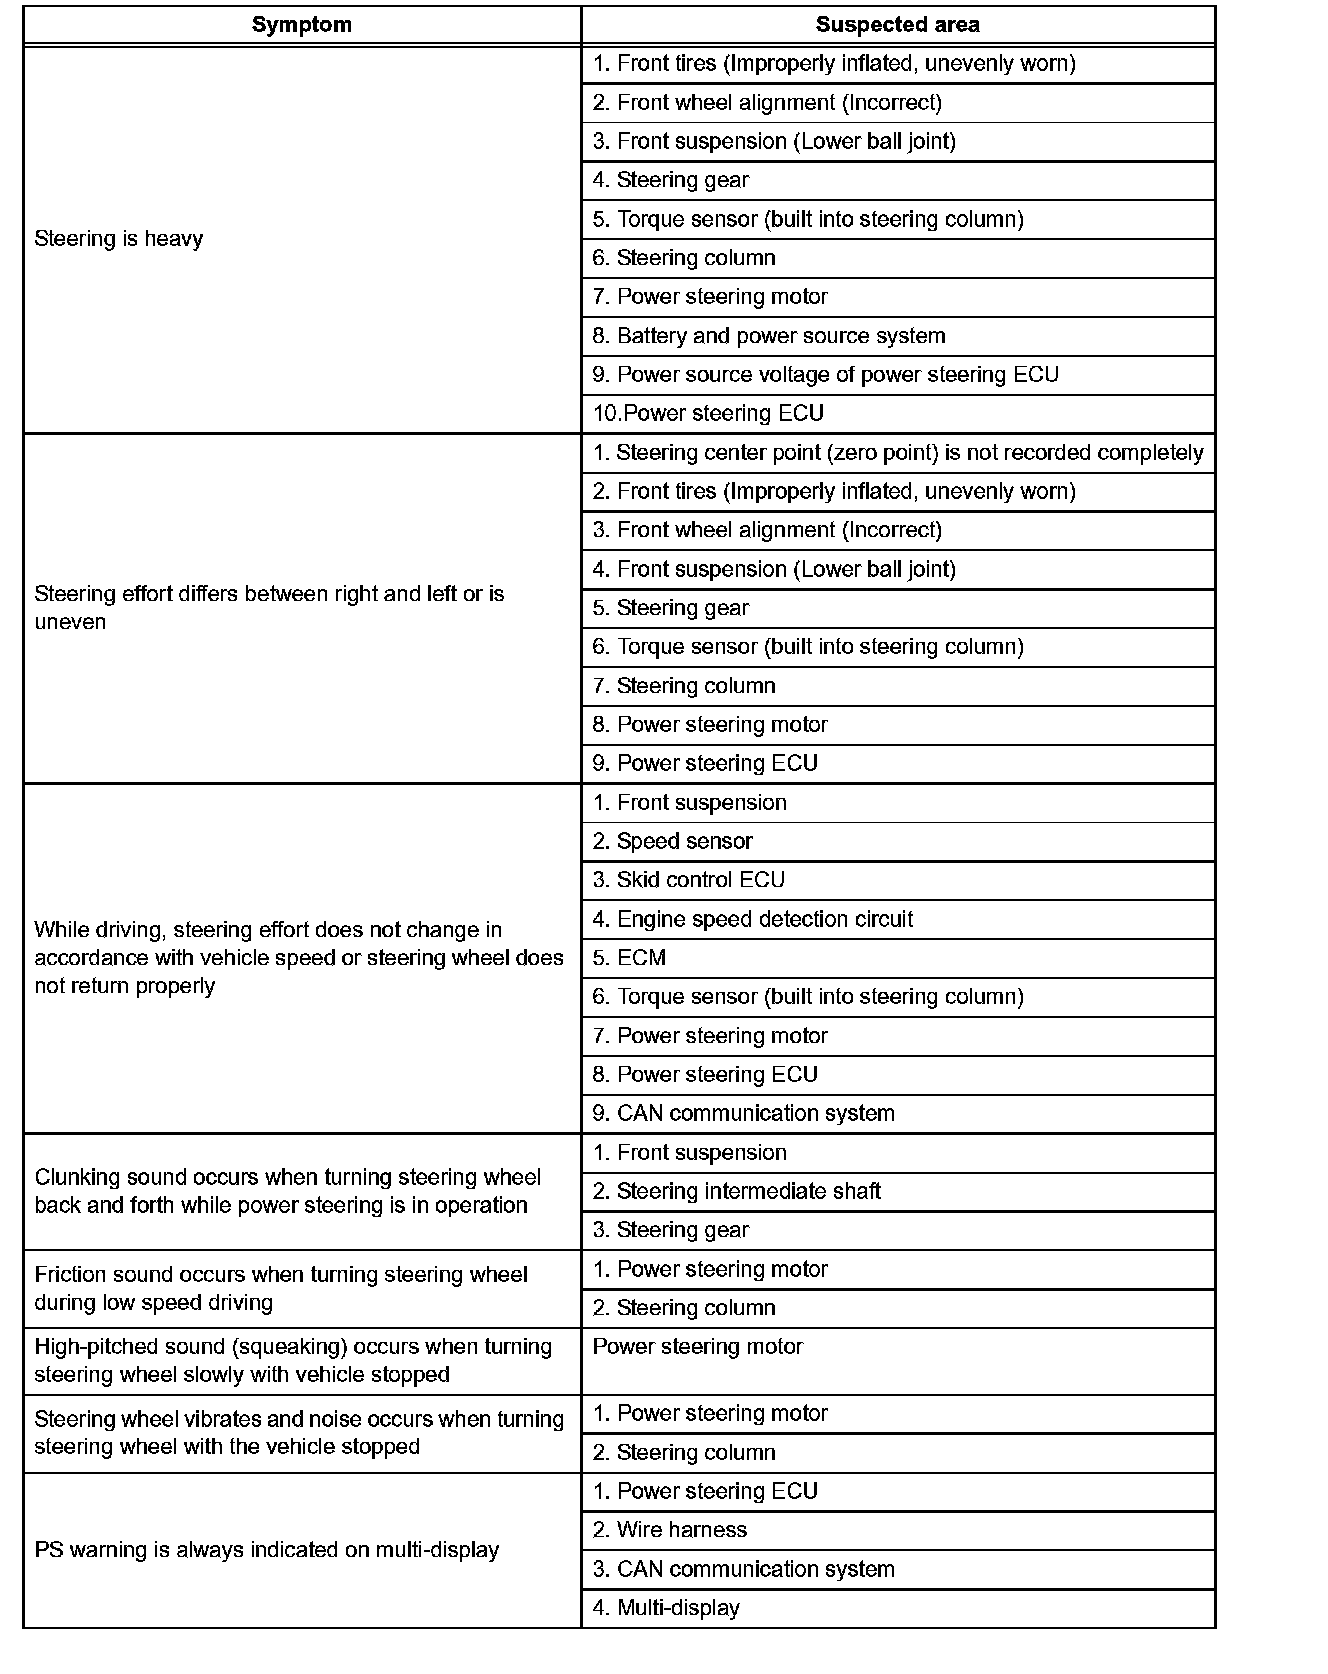 Symptom
Suspected area
Steering is heavy
1. Front tires (Improperly inflated, unevenly worn)
2. Front wheel alignment (Incorrect)
3. Front suspension (Lower ball joint)
4. Steering gear
5. Torque sensor (built into steering column)
6. Steering column
7. Power steering motor
8. Battery and power source system
9. Power source voltage of power steering ECU
10.Power steering ECU
Steering effort differs between right and left or is
uneven
1. Steering center point (zero point) is not recorded completely
2. Front tires (Improperly inflated, unevenly worn)
3. Front wheel alignment (Incorrect)
4. Front suspension (Lower ball joint)
5. Steering gear
6. Torque sensor (built into steering column)
7. Steering column
8. Power steering motor
9. Power steering ECU
While driving, steering effort does not change in
accordance with vehicle speed or steering wheel does
not return properly
1. Front suspension
2. Speed sensor
3. Skid control ECU
4. Engine speed detection circuit
5. ECM
6. Torque sensor (built into steering column)
7. Power steering motor
8. Power steering ECU
9. CAN communication system
Clunking sound occurs when turning steering wheel
back and forth while power steering is in operation
1. Front suspension
2. Steering intermediate shaft
3. Steering gear
Friction sound occurs when turning steering wheel
during low speed driving
1. Power steering motor
2. Steering column
High-pitched sound (squeaking) occurs when turning
steering wheel slowly with vehicle stopped
Power steering motor
Steering wheel vibrates and noise occurs when turning
steering wheel with the vehicle stopped
1. Power steering motor
2. Steering column
PS warning is always indicated on multi-display
1. Power steering ECU
2. Wire harness
3. CAN communication system
4. Multi-display